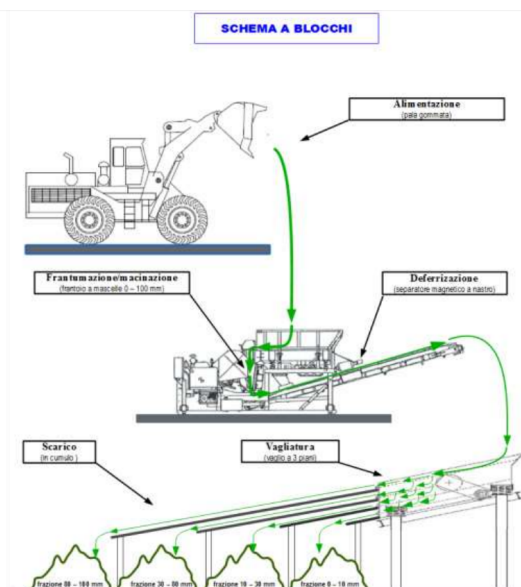 SCHEMA A BLOCCHI
Alimentazione
(pala gommata)
Frantumazione/macinazione
(frantoio a mascelle 0 – 100 mm)
Deferrizazione
(separatore magnetico a nastro)
Scarico
(in cumulo )
Vagliatura
(vaglio a 3 piani)
frazione 80 – 100 mm
frazione 30 – 80 mm
frazione 10 – 30 mm
frazione 0 – 10 mm